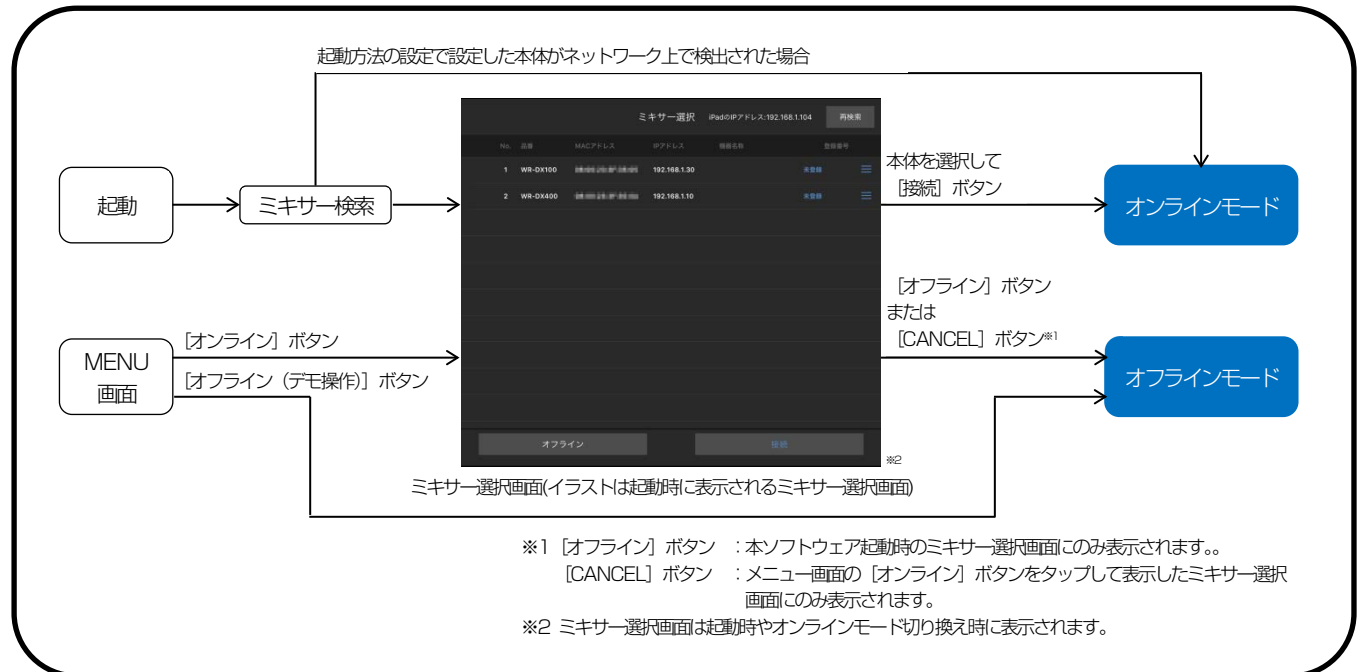 起動方法の設定で設定した本体がネットワーク上で検出された場合
ミキサー選択 iPadのIPアドレス:192.168.1.104 再検索
No. 品番 MACアドレス IPアドレス 機器名称 登録番号
1 WR-DX100 192.168.1.30 未登録
2 WR-DX400 192.168.1.10 未登録
起動
ミキサー検索
本体を選択して
［接続］ボタン
オンラインモード
［オフライン］ボタン
または
［CANCEL］ボタン※1
MENU
画面
［オンライン］ボタン
［オフライン（デモ操作)］ボタン
オフラインモード
オフライン 接続
※2
ミキサー選択画面(イラストは起動時に表示されるミキサー選択画面)
※1［オフライン］ボタン ：本ソフトウェア起動時のミキサー選択画面にのみ表示されます。。
［CANCEL］ボタン ：メニュー画面の［オンライン］ボタンをタップして表示したミキサー選択
画面にのみ表示されます。
※2 ミキサー選択画面は起動時やオンラインモード切り換え時に表示されます。